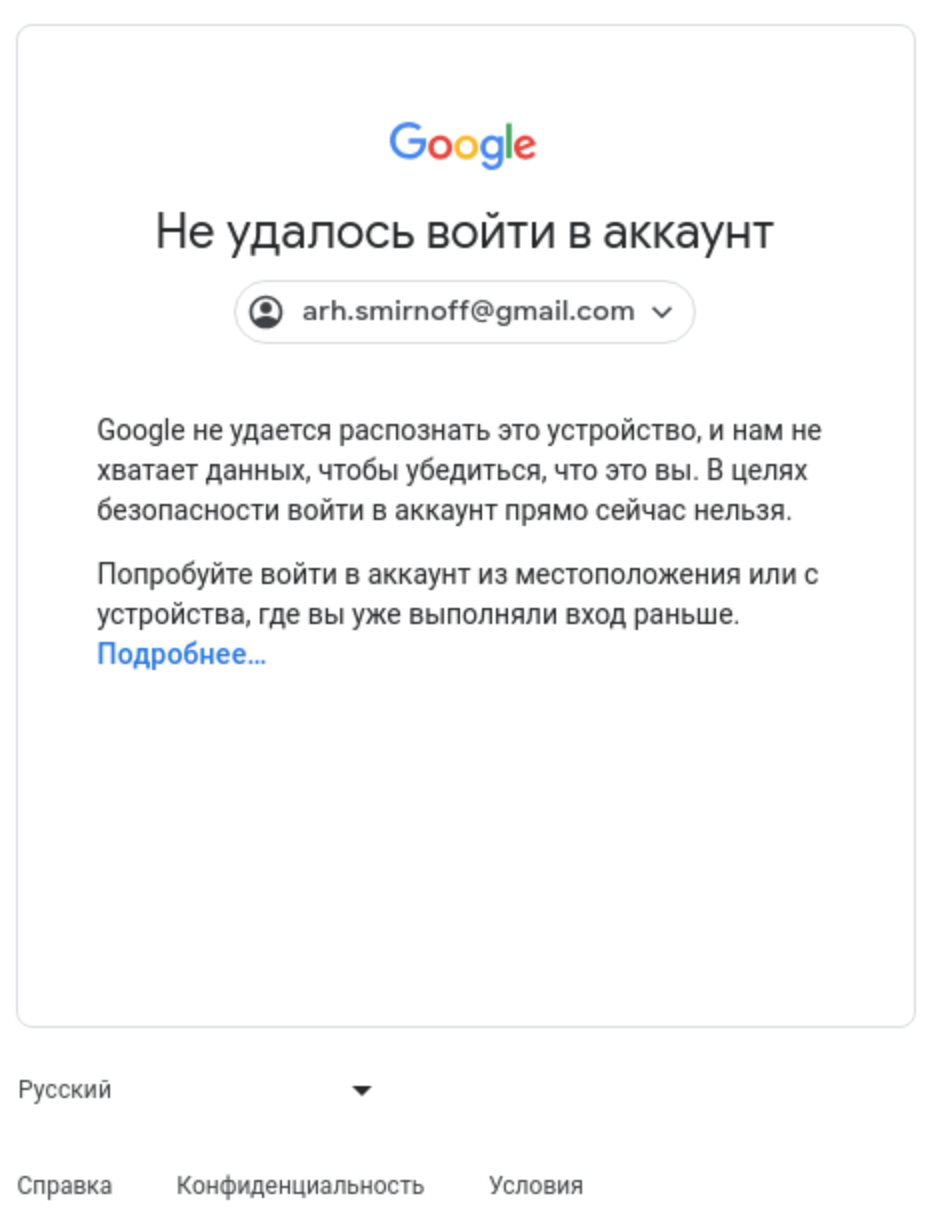 Google
Не удалось войти в аккаунт
arh.smirnoff@gmail.com
Google не удается распознать это устройство, и нам не
хватает данных, чтобы убедиться, что это вы. В целях
безопасности войти в аккаунт прямо сейчас нельзя.
Попробуйте войти в аккаунт из местоположения или с
устройства, где вы уже выполняли вход раньше.
Подробнее...
Русский
Справка Конфиденциальность Условия